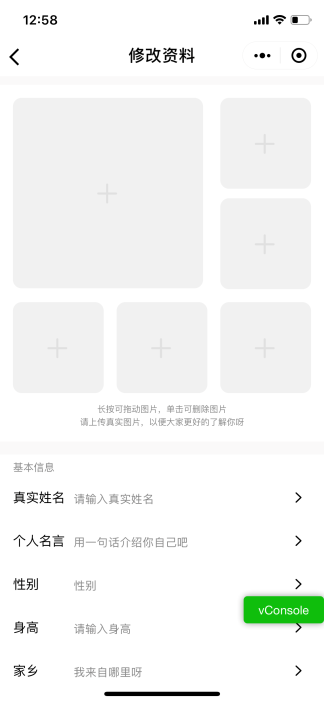 12:58
修改资料
长按可拖动图片，单击可删除图片
请上传真实图片，以便大家更好的了解你呀
基本信息
真实姓名 请输入真实姓名
个人名言 用一句话介绍你自己吧
性别 性别
vConsole
身高 请输入身高
家乡 我来自哪里呀